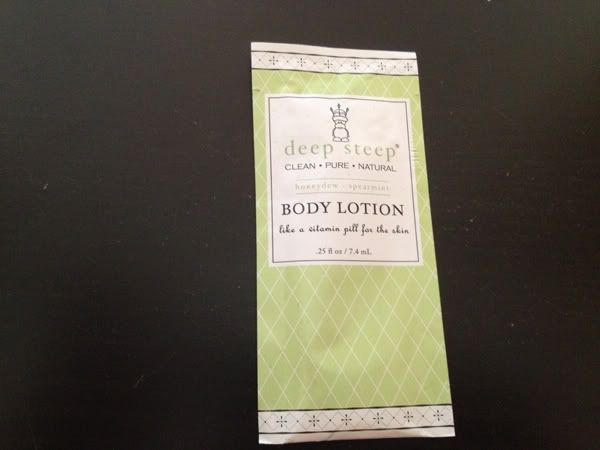 deep steep®
CLEAN • PURE • NATURAL
honeydew - spearmint
BODY LOTION
like a vitamin pill for the skin
.25 fl oz / 7.4 mL